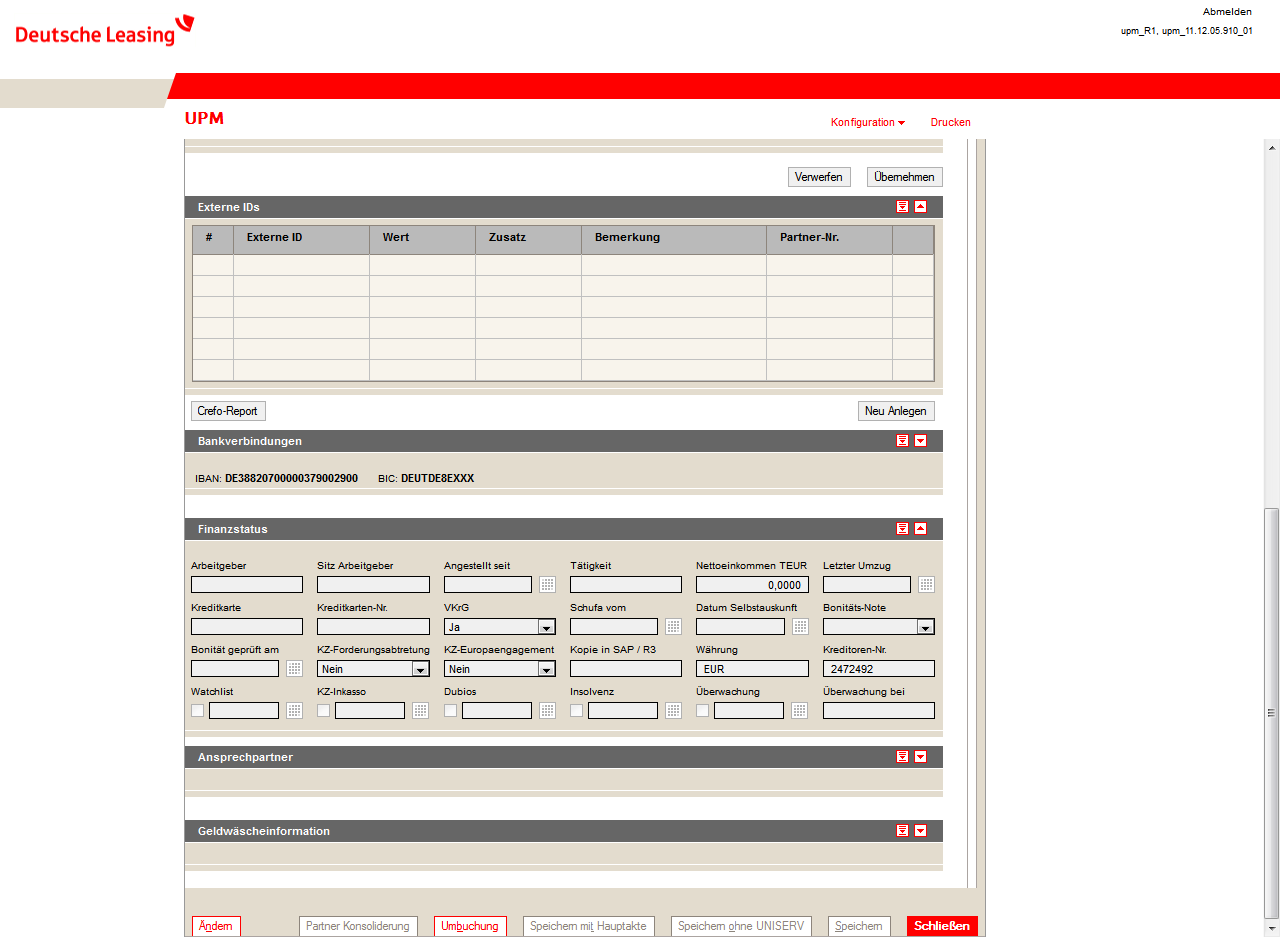 Abmelden
Deutsche Leasing
upm_R1, upm_11.12.05.910_01
UPM
Konfiguration
Drucken
Verwerfen
Übernehmen
Externe IDs
# Externe ID Wert Zusatz Bemerkung Partner-Nr.
Crefo-Report
Neu Anlegen
Bankverbindungen
IBAN: DE38820700000379002900 BIC: DEUTDE8EXXX
Finanzstatus
Arbeitgeber Sitz Arbeitgeber Angestellt seit Tätigkeit Nettoeinkommen TEUR Letzter Umzug
0,0000
Kreditkarte Kreditkarten-Nr. VKrG Schufa vom Datum Selbstauskunft Bonitäts-Note
Ja
Bonität geprüft am KZ-Forderungsabtretung KZ-Europaengagement Kopie in SAP / R3 Währung Kreditoren-Nr.
Nein Nein EUR 2472492
Watchlist KZ-Inkasso Dubios Insolvenz Überwachung Überwachung bei
Ansprechpartner
Geldwäscheinformation
Ändern Partner Konsoliderung Umbuchung Speichern mit Hauptakte Speichern ohne UNISERV Speichern Schließen